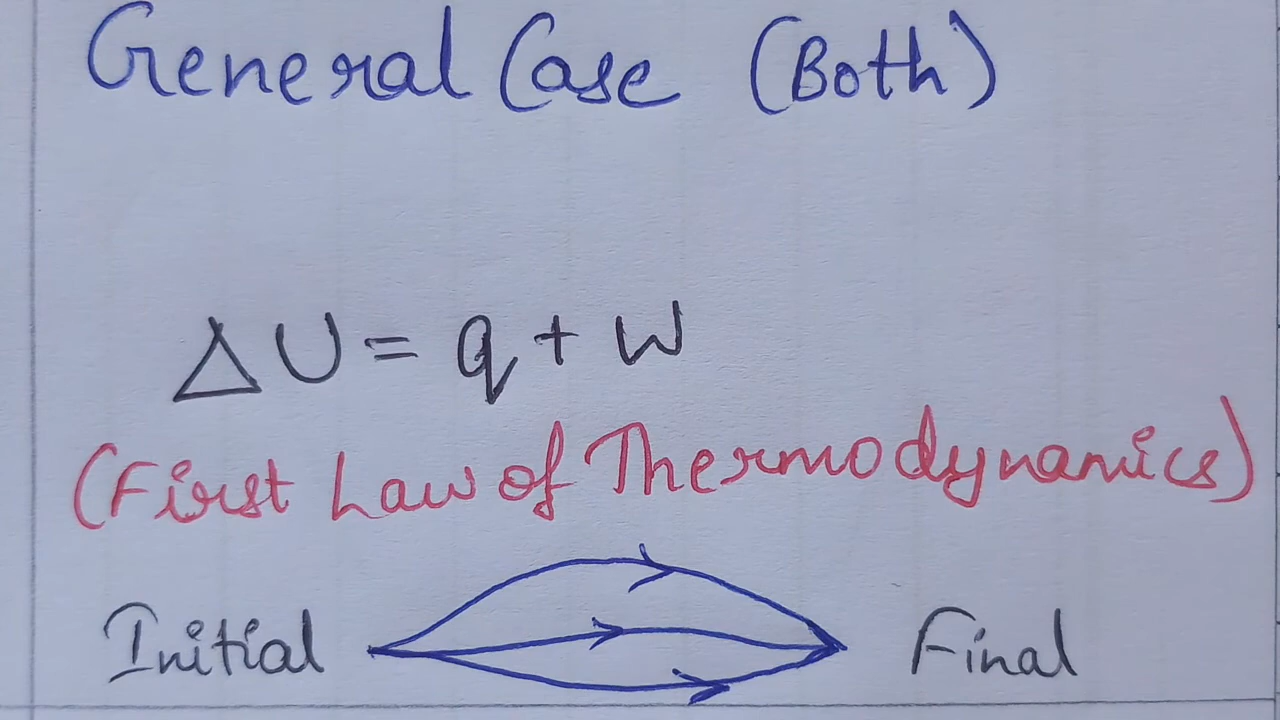 General Case (Both)
ΔU = q + w
(First Law of Thermodynamics)
Initial Final